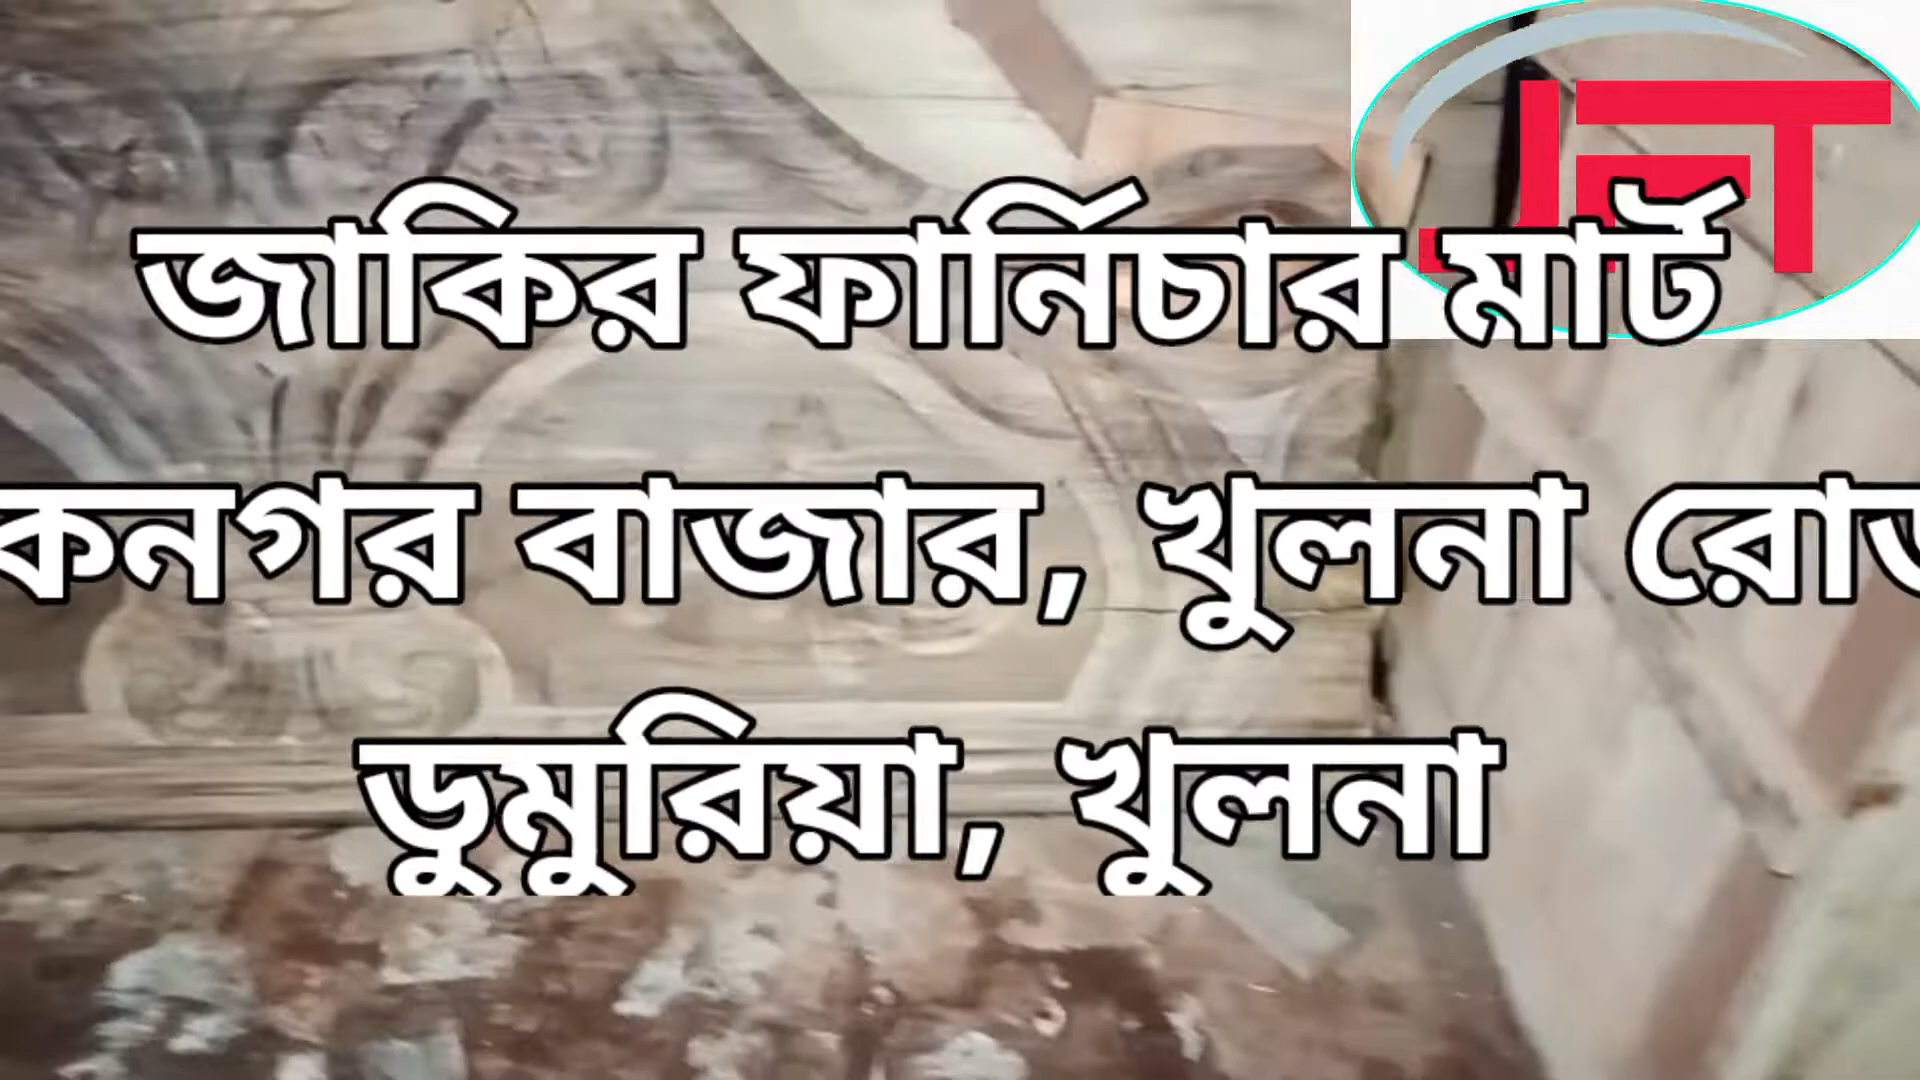 জাকির ফার্নিচার মার্ট
কনগর বাজার, খুলনা রোড
ডুমুরিয়া, খুলনা